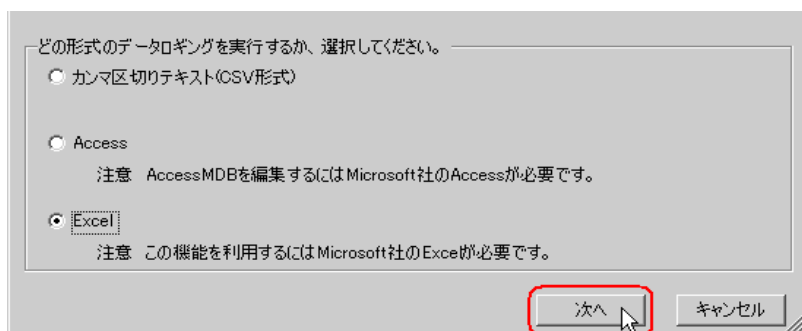 どの形式のデータロギングを実行するか、選択してください。
カンマ区切りテキスト(CSV形式)
Access
注意 AccessMDBを編集するにはMicrosoft社のAccessが必要です。
Excel
注意 この機能を利用するにはMicrosoft社のExcelが必要です。
次へ キャンセル